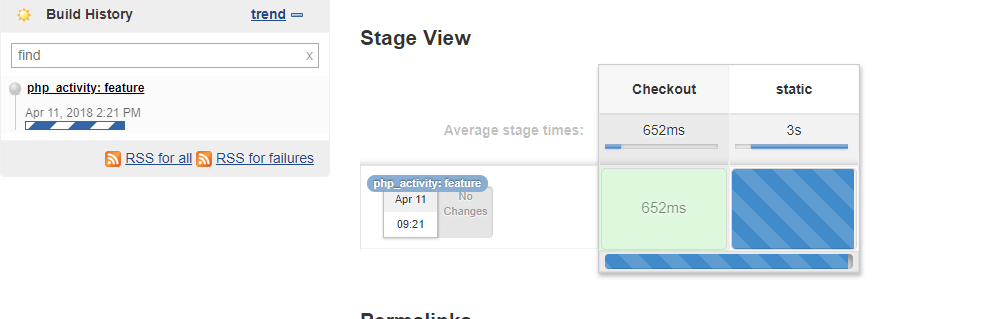 Build History
trend
find
x
php_activity: feature
Apr 11, 2018 2:21 PM
RSS for all
RSS for failures
Stage View
Checkout
static
Average stage times:
652ms
3s
php_activity: feature
Apr 11
09:21
No
Changes
652ms
Permalinks